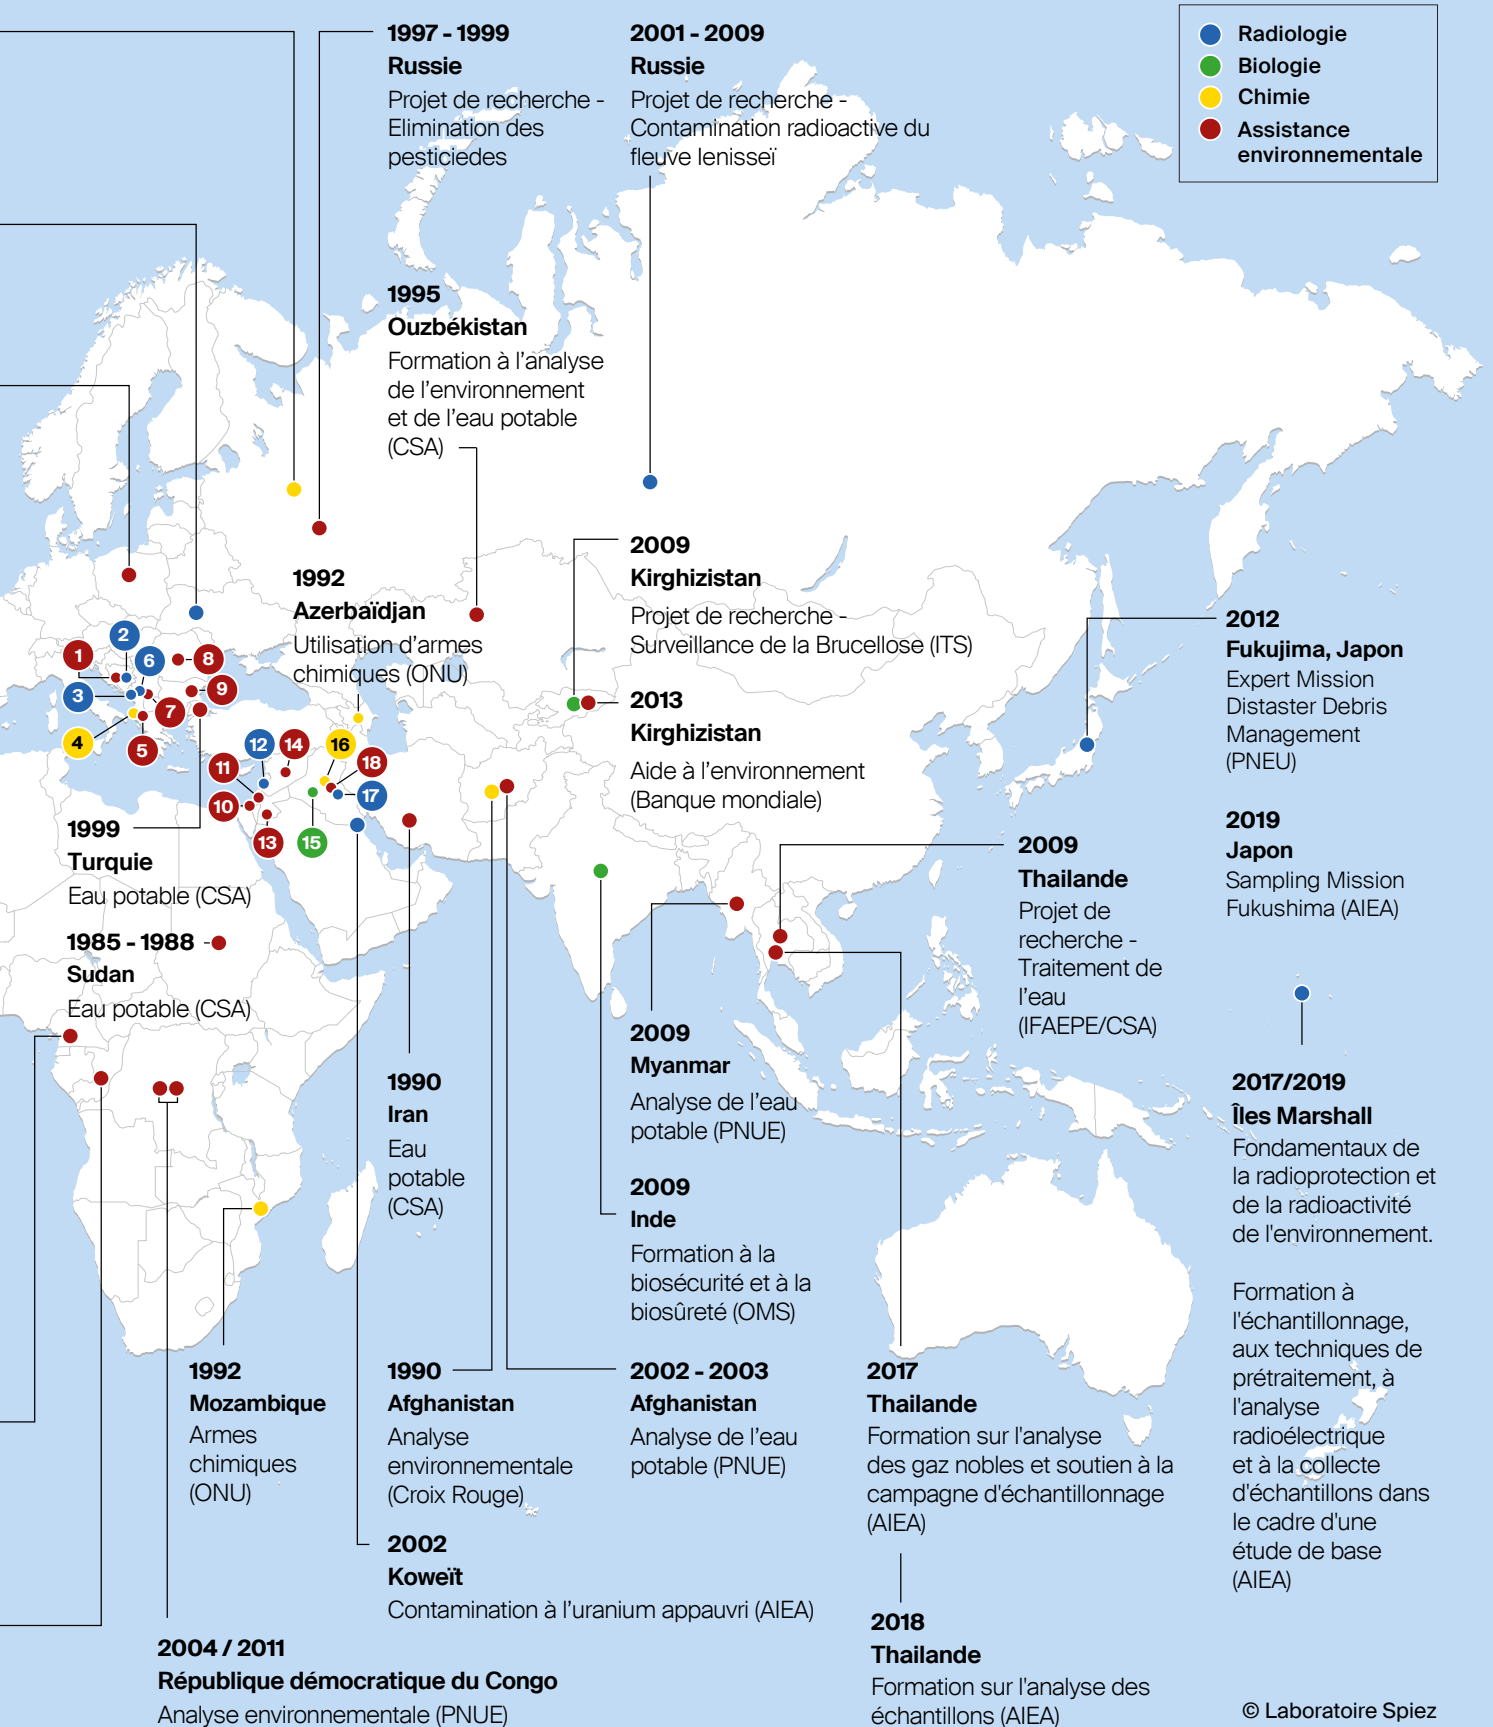 1997 - 1999
Russie
Projet de recherche -
Elimination des
pesticiedes
2001 - 2009
Russie
Projet de recherche -
Contamination radioactive du
fleuve Ienisseï
Radiologie
Biologie
Chimie
Assistance
environnementale
1995
Ouzbékistan
Formation à l'analyse
de l'environnement
et de l'eau potable
(CSA)
1992
Azerbaïdjan
Utilisation d'armes
chimiques (ONU)
2009
Kirghizistan
Projet de recherche -
Surveillance de la Brucellose (ITS)
2013
Kirghizistan
Aide à l'environnement
(Banque mondiale)
2012
Fukujima, Japon
Expert Mission
Distaster Debris
Management
(PNEU)
2019
Japon
Sampling Mission
Fukushima (AIEA)
1
2
3
4
5
6
7
8
9
10
11
12
13
14
15
16
17
18
1999
Turquie
Eau potable (CSA)
1985 - 1988
Sudan
Eau potable (CSA)
2009
Thailande
Projet de
recherche -
Traitement de
l'eau
(IFAEPE/CSA)
2009
Myanmar
Analyse de l'eau
potable (PNUE)
1990
Iran
Eau
potable
(CSA)
2009
Inde
Formation à la
biosécurité et à la
biosûreté (OMS)
2017/2019
Îles Marshall
Fondamentaux de
la radioprotection et
de la radioactivité
de l'environnement.
Formation à
l'échantillonnage,
aux techniques de
prétraitement, à
l'analyse
radioélectrique
et à la collecte
d'échantillons dans
le cadre d'une
étude de base
(AIEA)
1992
Mozambique
Armes
chimiques
(ONU)
1990
Afghanistan
Analyse
environnementale
(Croix Rouge)
2002 - 2003
Afghanistan
Analyse de l'eau
potable (PNUE)
2017
Thailande
Formation sur l'analyse
des gaz nobles et soutien à la
campagne d'échantillonnage
(AIEA)
2002
Koweït
Contamination à l'uranium appauvri (AIEA)
2004 / 2011
République démocratique du Congo
Analyse environnementale (PNUE)
2018
Thailande
Formation sur l'analyse des
échantillons (AIEA)
© Laboratoire Spiez